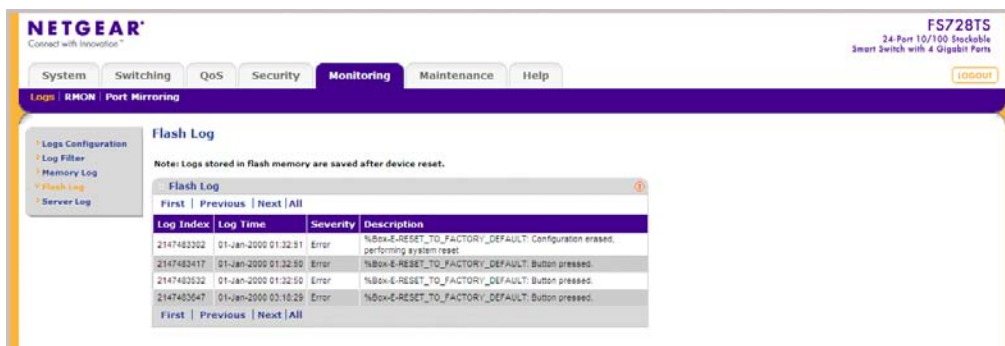 NETGEAR
Connect with Innovation™
FS728TS
24-Port 10/100 Stackable
Smart Switch with 4 Gigabit Ports
System Switching QoS Security Monitoring Maintenance Help
LOGOUT
Logs | RMON | Port Mirroring
Logs Configuration
Log Filter
Memory Log
Flash Log
Server Log
Flash Log
Note: Logs stored in flash memory are saved after device reset.
Flash Log
First | Previous | Next | All
Log Index Log Time Severity Description
2147483302 01-Jan-2000 01:32:51 Error %Box-E-RESET_TO_FACTORY_DEFAULT: Configuration erased,
performing system reset
2147483417 01-Jan-2000 01:32:50 Error %Box-E-RESET_TO_FACTORY_DEFAULT: Button pressed.
2147483532 01-Jan-2000 01:32:50 Error %Box-E-RESET_TO_FACTORY_DEFAULT: Button pressed.
2147483647 01-Jan-2000 03:18:29 Error %Box-E-RESET_TO_FACTORY_DEFAULT: Button pressed.
First | Previous | Next | All